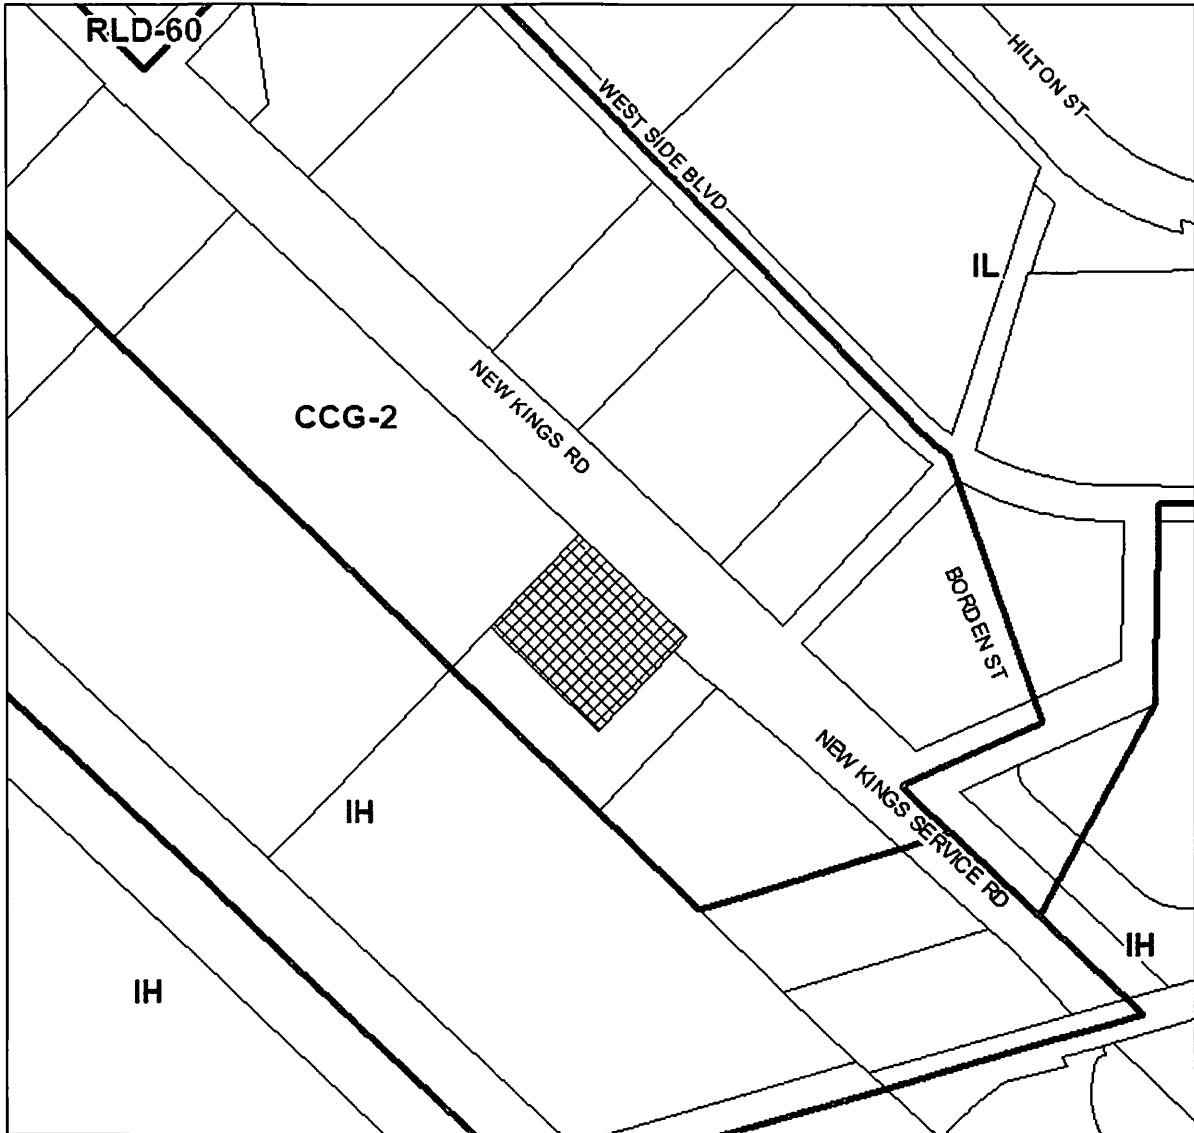 RLD-60
HILTON ST
WEST SIDE BLVD
IL
NEW KINGS RD
CCG-2
BORDEN ST
NEW KINGS SERVICE RD
IH
IH
IH